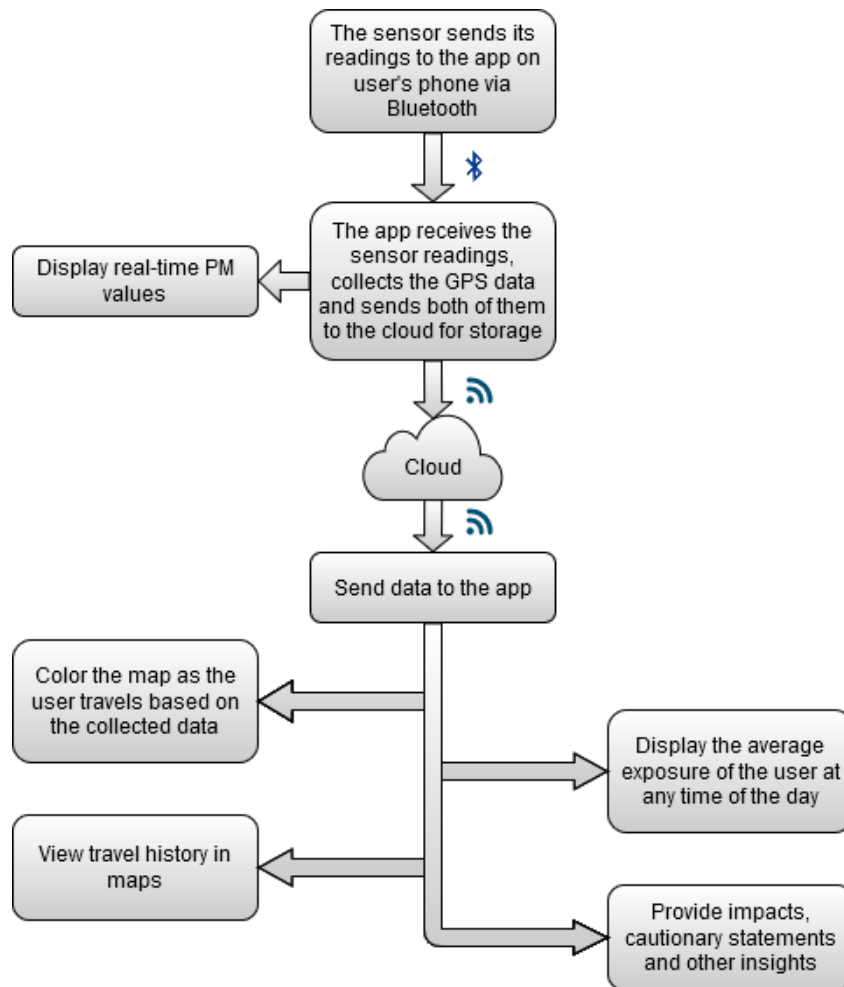 The sensor sends its
readings to the app on
user's phone via
Bluetooth
The app receives the
sensor readings,
collects the GPS data
and sends both of them
to the cloud for storage
Display real-time PM
values
Cloud
Send data to the app
Color the map as the
user travels based on
the collected data
Display the average
exposure of the user at
any time of the day
View travel history in
maps
Provide impacts,
cautionary statements
and other insights